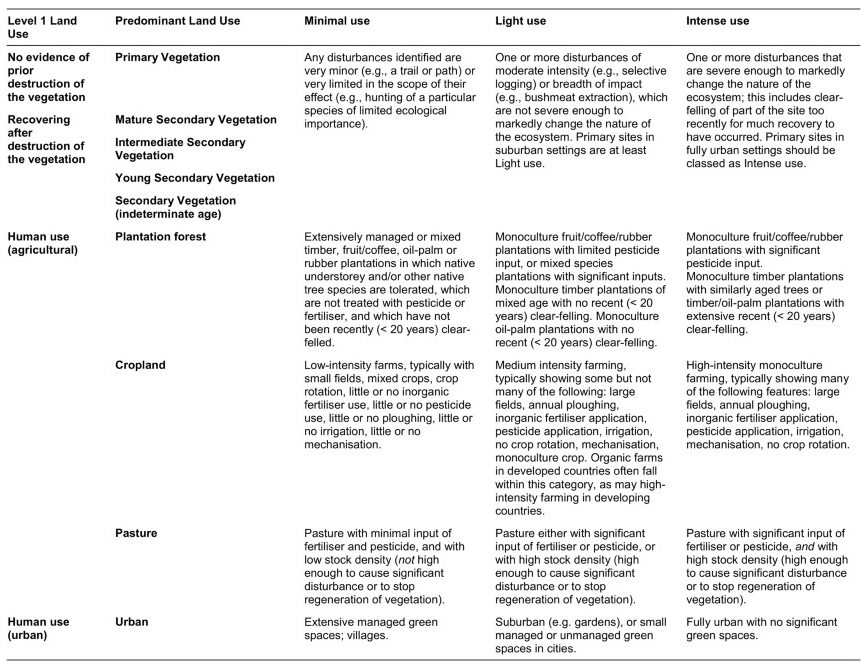 Level 1 Land Use
Predominant Land Use
Minimal use
Light use
Intense use
No evidence of
prior
destruction of
the vegetation
Primary Vegetation
Any disturbances identified are
very minor (e.g., a trail or path) or
very limited in the scope of their
effect (e.g., hunting of a particular
species of limited ecological
importance).
One or more disturbances of
moderate intensity (e.g., selective
logging) or breadth of impact
(e.g., bushmeat extraction), which
are not severe enough to
markedly change the nature of
the ecosystem. Primary sites in
suburban settings are at least
Light use.
One or more disturbances that
are severe enough to markedly
change the nature of the
ecosystem; this includes clear-
felling of part of the site too
recently for much recovery to
have occurred. Primary sites in
fully urban settings should be
classed as Intense use.
Recovering
after
destruction of
the vegetation
Mature Secondary Vegetation
Intermediate Secondary
Vegetation
Young Secondary Vegetation
Secondary Vegetation
(indeterminate age)
Human use
(agricultural)
Plantation forest
Extensively managed or mixed
timber, fruit/coffee, oil-palm or
rubber plantations in which native
understorey and/or other native
tree species are tolerated, which
are not treated with pesticide or
fertiliser, and which have not
been recently (< 20 years) clear-
felled.
Monoculture fruit/coffee/rubber
plantations with limited pesticide
input, or mixed species
plantations with significant inputs.
Monoculture timber plantations of
mixed age with no recent (< 20
years) clear-felling. Monoculture
oil-palm plantations with no
recent (< 20 years) clear-felling.
Monoculture fruit/coffee/rubber
plantations with significant
pesticide input.
Monoculture timber plantations
with similarly aged trees or
timber/oil-palm plantations with
extensive recent (< 20 years)
clear-felling.
Cropland
Low-intensity farms, typically with
small fields, mixed crops, crop
rotation, little or no inorganic
fertiliser use, little or no pesticide
use, little or no ploughing, little or
no irrigation, little or no
mechanisation.
Medium intensity farming,
typically showing some but not
many of the following: large
fields, annual ploughing,
inorganic fertiliser application,
pesticide application, irrigation,
no crop rotation, mechanisation,
monoculture crop. Organic farms
in developed countries often fall
within this category, as may high-
intensity farming in developing
countries.
High-intensity monoculture
farming, typically showing many
of the following features: large
fields, annual ploughing,
inorganic fertiliser application,
pesticide application, irrigation,
mechanisation, no crop rotation.
Pasture
Pasture with minimal input of
fertiliser and pesticide, and with
low stock density (not high
enough to cause significant
disturbance or to stop
regeneration of vegetation).
Pasture either with significant
input of fertiliser or pesticide, or
with high stock density (high
enough to cause significant
disturbance or to stop
regeneration of vegetation).
Pasture with significant input of
fertiliser or pesticide, and with
high stock density (high enough
to cause significant disturbance
or to stop regeneration of
vegetation).
Human use
(urban)
Urban
Extensive managed green
spaces; villages.
Suburban (e.g. gardens), or small
managed or unmanaged green
spaces in cities.
Fully urban with no significant
green spaces.